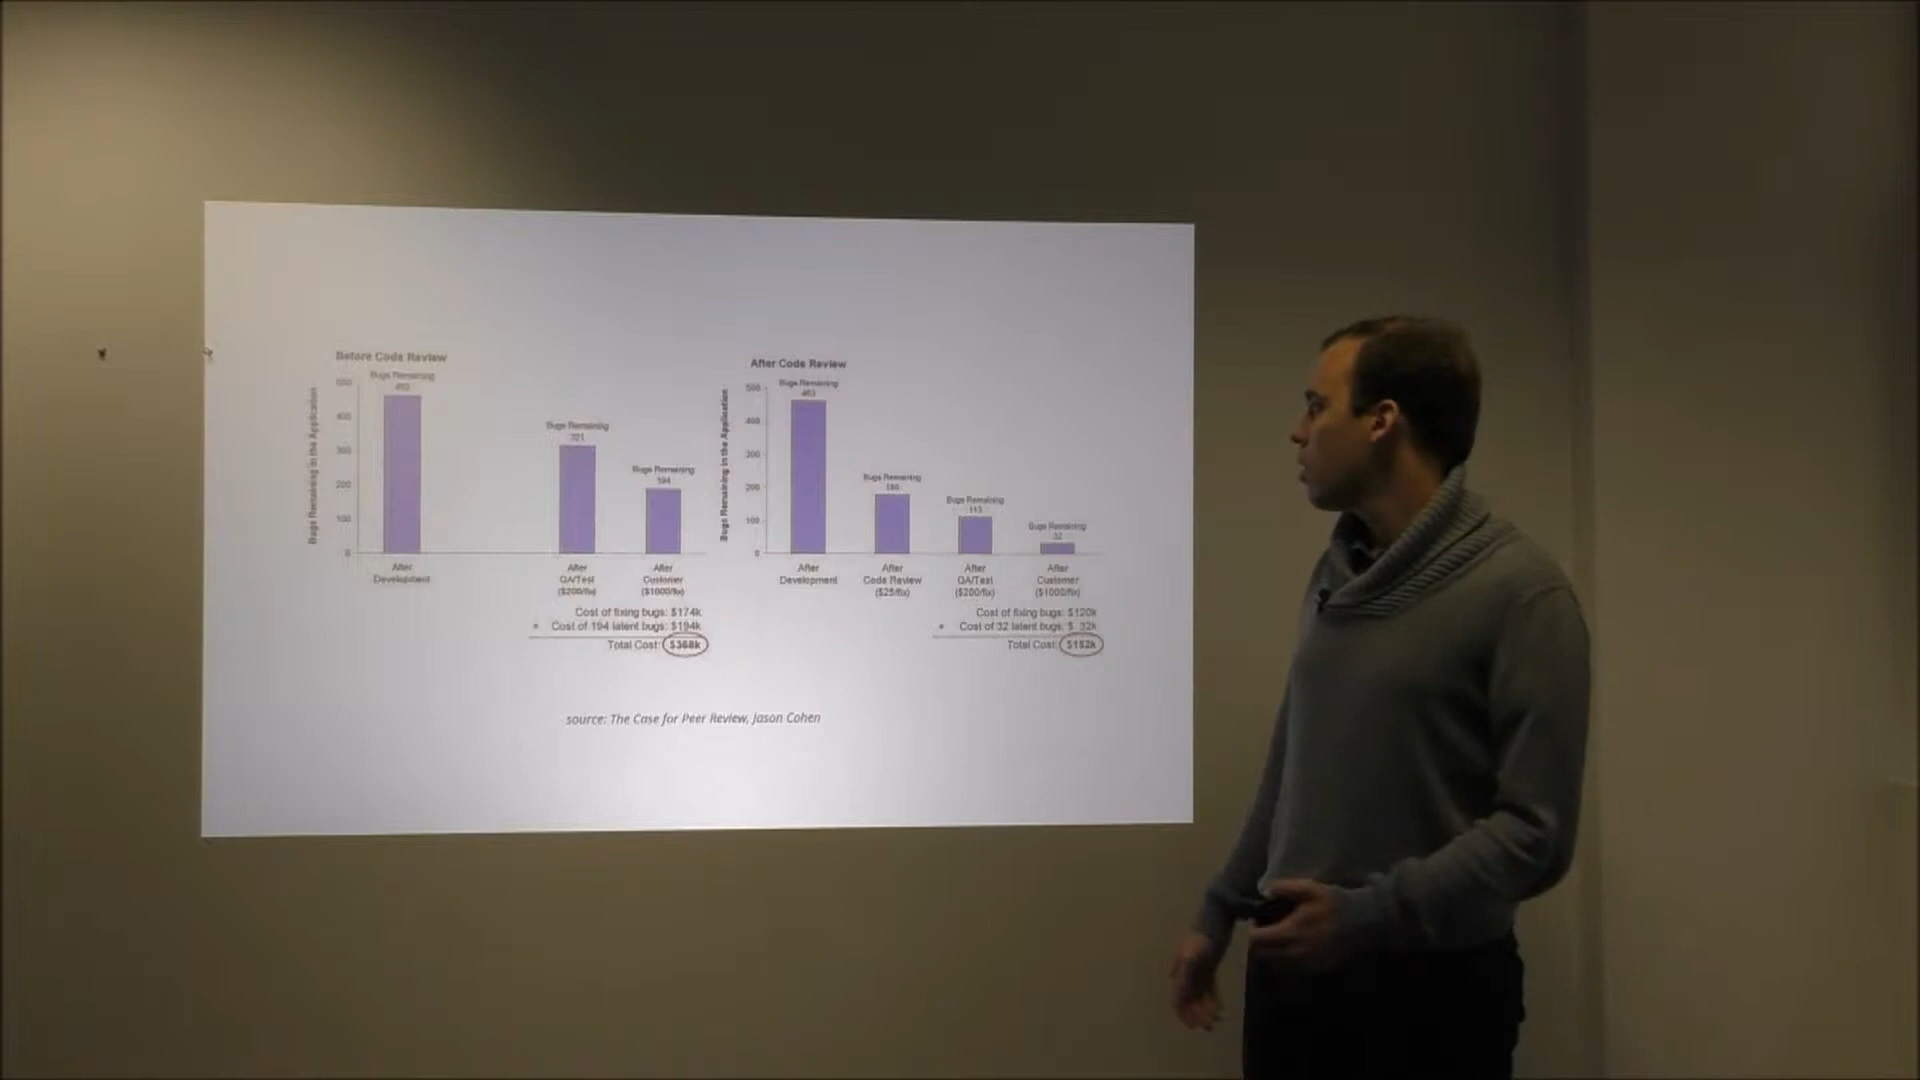 Before Code Review
Bugs Remaining
463
Bugs Remaining in the Application
500
400
300
200
100
0
Bugs Remaining
321
Bugs Remaining
194
After
Development
After
QA/Test
($200/fix)
After
Customer
($1000/fix)
Cost of fixing bugs: $174k
+ Cost of 194 latent bugs: $194k
Total Cost: $368k
After Code Review
Bugs Remaining
463
Bugs Remaining in the Application
500
400
300
200
100
0
Bugs Remaining
Bugs Remaining
Bugs Remaining
32
After
Development
After
Code Review
($25/fix)
After
QA/Test
($200/fix)
After
Customer
($1000/fix)
Cost of fixing bugs: $120k
+ Cost of 32 latent bugs: $ 32k
Total Cost: $152k
source: The Case for Peer Review, Jason Cohen